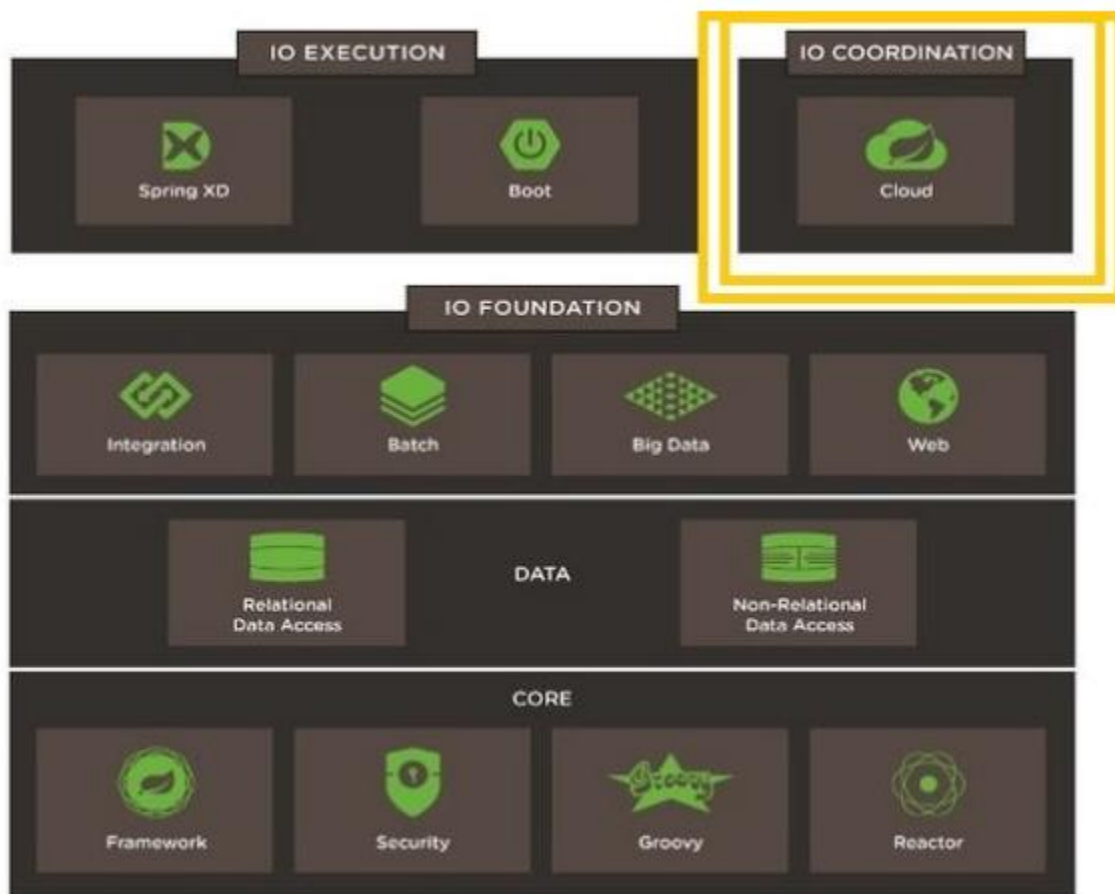 IO EXECUTION
IO COORDINATION
Spring XD
Boot
Cloud
IO FOUNDATION
Integration
Batch
Big Data
Web
DATA
Relational
Data Access
Non-Relational
Data Access
CORE
Groovy
Framework
Security
Groovy
Reactor